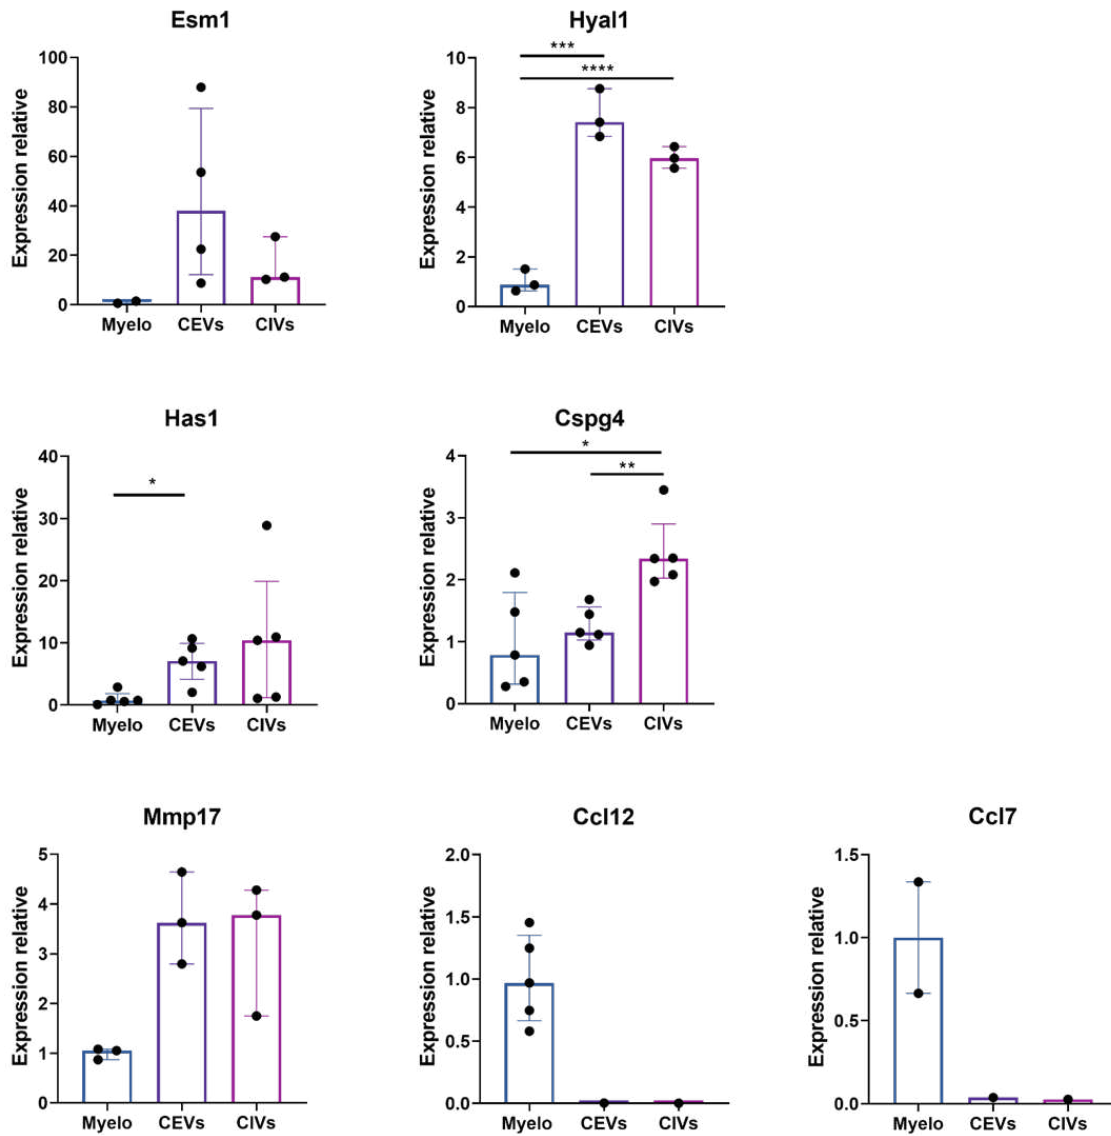 Esm1
Expression relative
100
80
60
40
20
0
Myelo CEVs CIVs
Hyal1
Expression relative
10
8
6
4
2
0
***
****
Myelo CEVs CIVs
Has1
Expression relative
40
30
20
10
0
*
Myelo CEVs CIVs
Cspg4
Expression relative
4
3
2
1
0
*
**
Myelo CEVs CIVs
Mmp17
Expression relative
5
4
3
2
1
0
Myelo CEVs CIVs
Ccl12
Expression relative
2.0
1.5
1.0
0.5
0.0
Myelo CEVs CIVs
Ccl7
Expression relative
1.5
1.0
0.5
0.0
Myelo CEVs CIVs